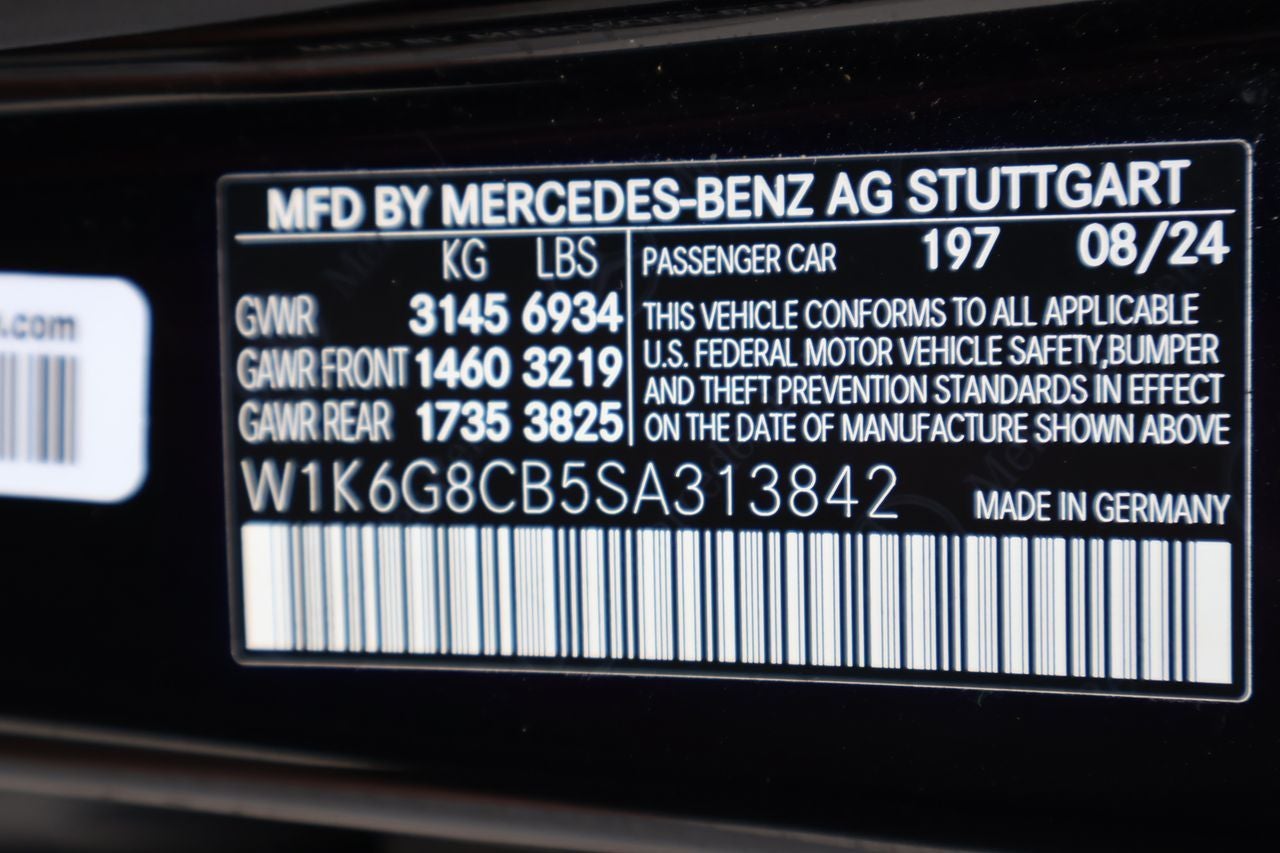 MFD BY MERCEDES-BENZ AG STUTTGART
KG LBS
GVWR 3145 6934
GAWR FRONT 1460 3219
GAWR REAR 1735 3825
PASSENGER CAR 197 08/24
THIS VEHICLE CONFORMS TO ALL APPLICABLE
U.S. FEDERAL MOTOR VEHICLE SAFETY,BUMPER
AND THEFT PREVENTION STANDARDS IN EFFECT
ON THE DATE OF MANUFACTURE SHOWN ABOVE
W1K6G8CB5SA313842 MADE IN GERMANY
.com